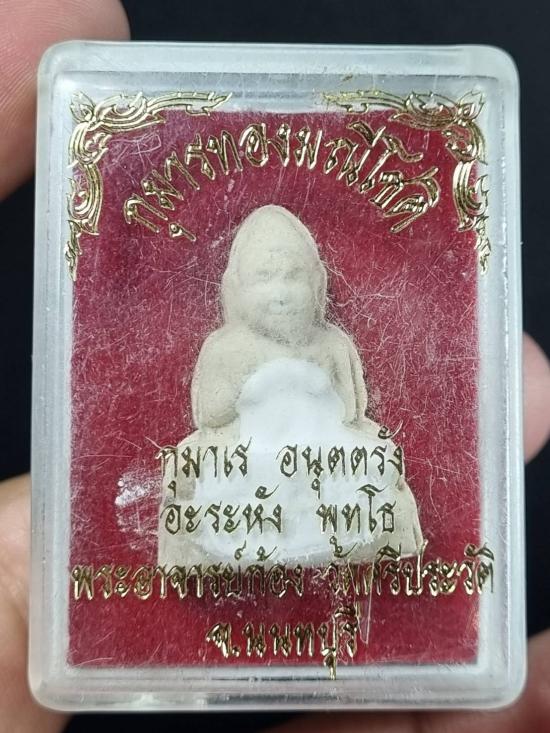 กุมารทองมณีโชติ
กุมาเร อนุตตรัง
อะระหัง พุทโธ
พระอาจารย์ก้อง วัดศรีประวัติ
จ.นนทบุรี